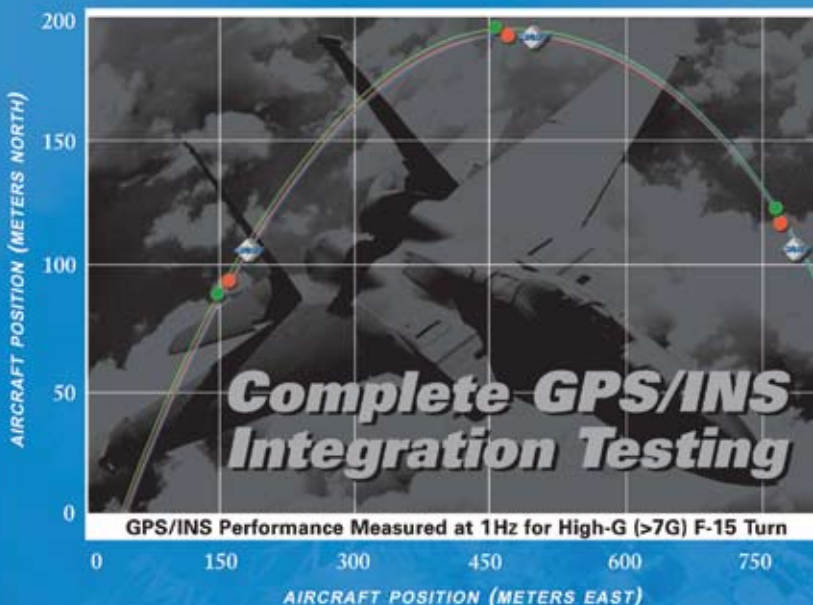 200
150
100
50
0
AIRCRAFT POSITION (METERS NORTH)
Complete GPS/INS
Integration Testing
GPS/INS Performance Measured at 1Hz for High-G (>7G) F-15 Turn
0 150 300 450 600 750
AIRCRAFT POSITION (METERS EAST)